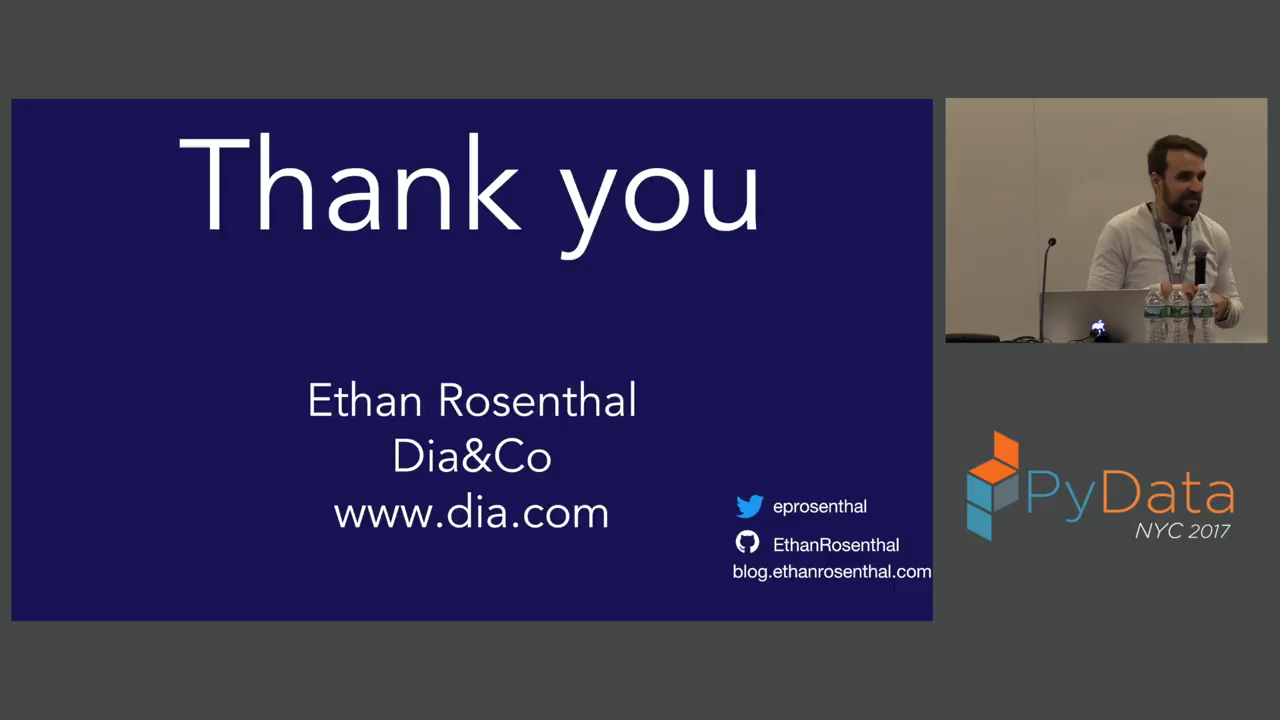 Thank you
Ethan Rosenthal
Dia&Co
www.dia.com
eprosenthal
EthanRosenthal
blog.ethanrosenthal.com
PyData
NYC 2017